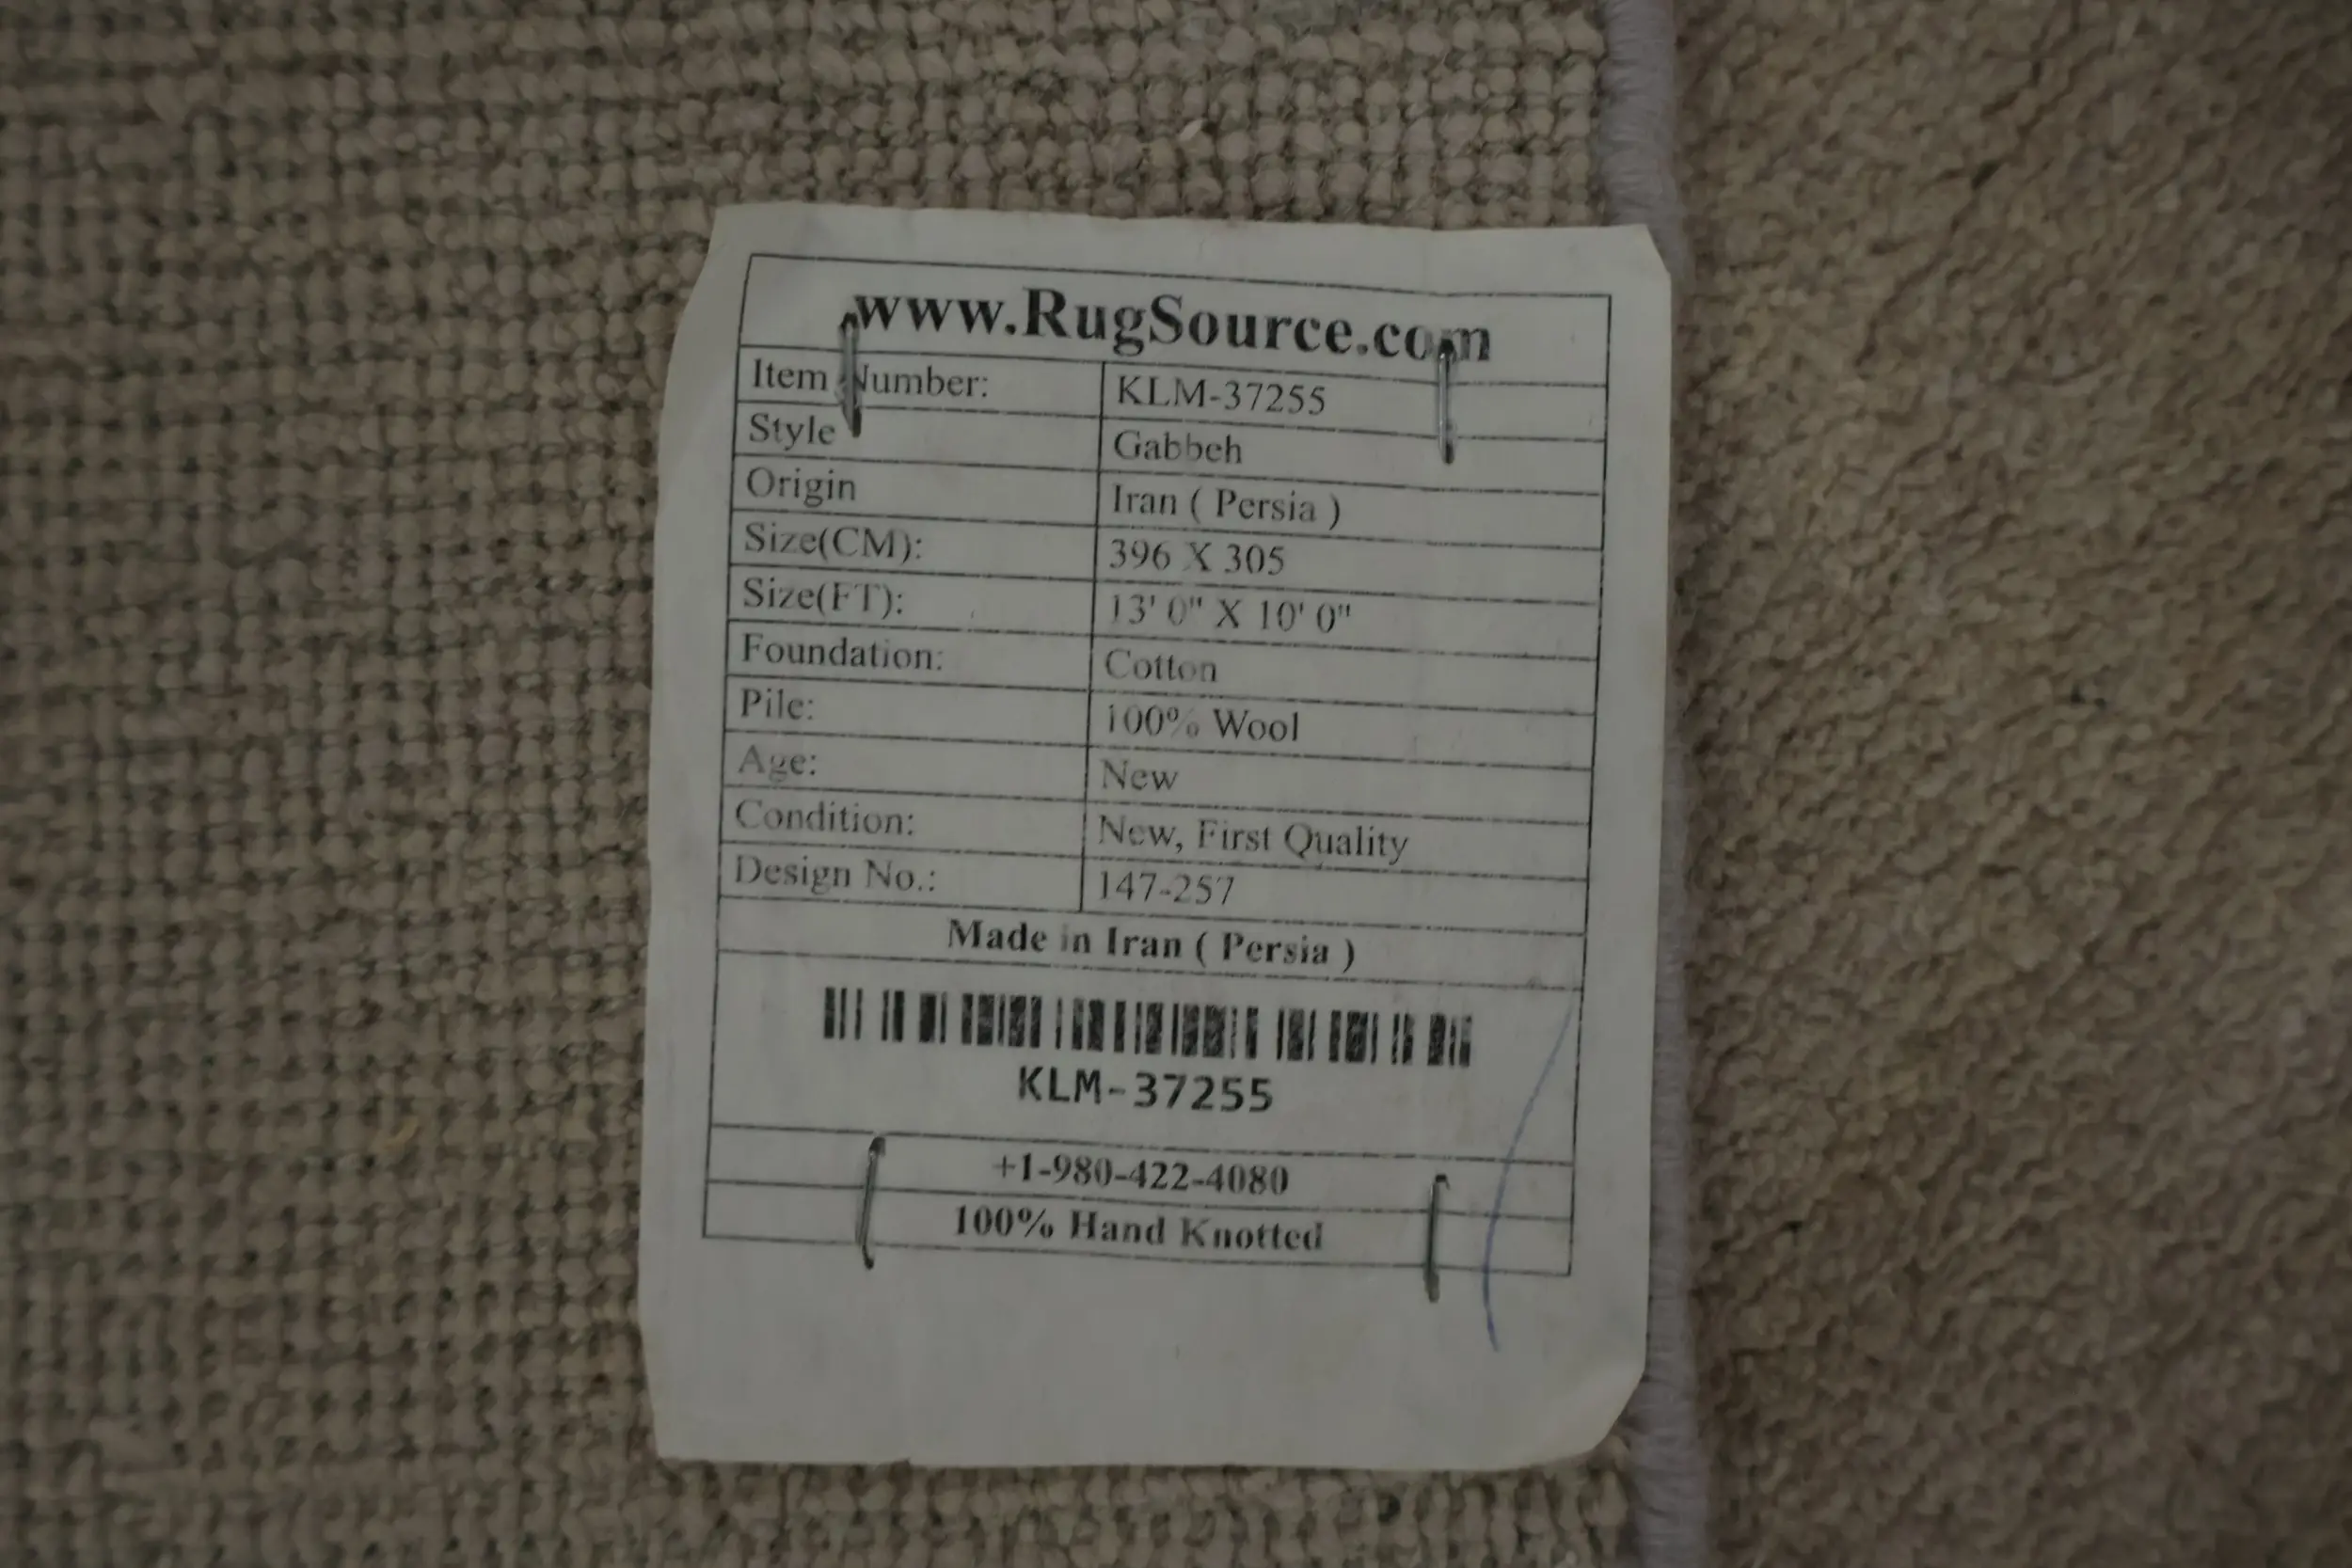 www.RugSource.com
Item Number: KLM-37255
Style Gabbeh
Origin Iran ( Persia )
Size(CM): 396 X 305
Size(FT): 13' 0" X 10' 0"
Foundation: Cotton
Pile: 100% Wool
Age: New
Condition: New, First Quality
Design No.: 147-257
Made in Iran ( Persia )
KLM-37255
+1-980-422-4080
100% Hand Knotted